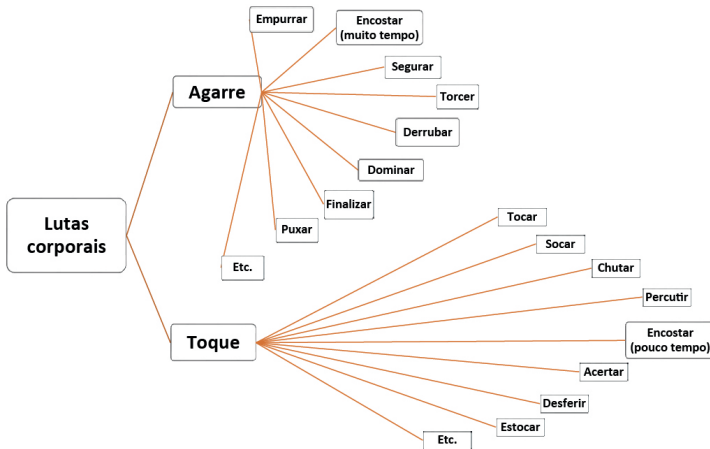 Empurrar
Encostar
(muito tempo)
Segurar
Agarre
Torcer
Derrubar
Dominar
Finalizar
Puxar
Etc.
Lutas
corporais
Tocar
Socar
Chutar
Percutir
Toque
Encostar
(pouco tempo)
Acertar
Desferir
Estocar
Etc.